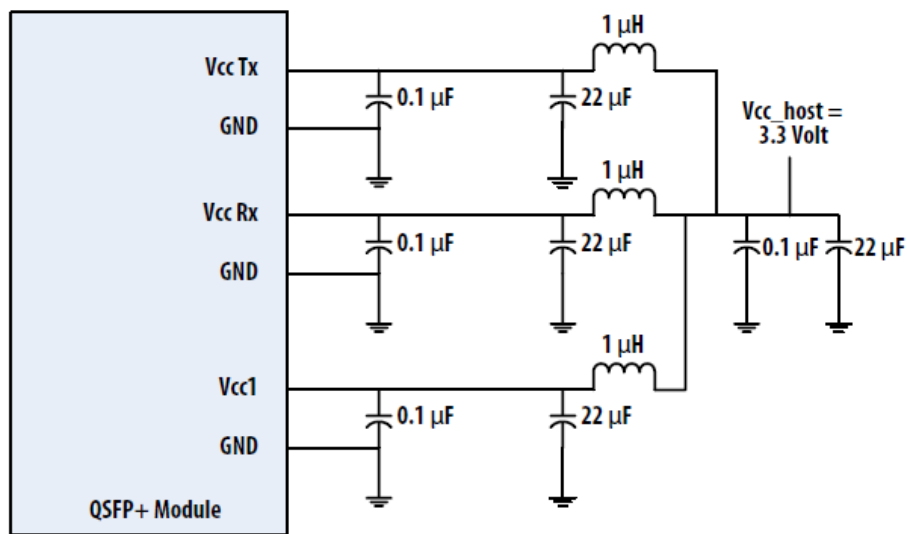 1 µH
Vcc Tx
0.1 µF
22 µF
GND
Vcc_host =
3.3 Volt
1 µH
Vcc Rx
0.1 µF
22 µF
0.1 µF
22 µF
GND
1 µH
Vcc1
0.1 µF
22 µF
GND
QSFP+ Module